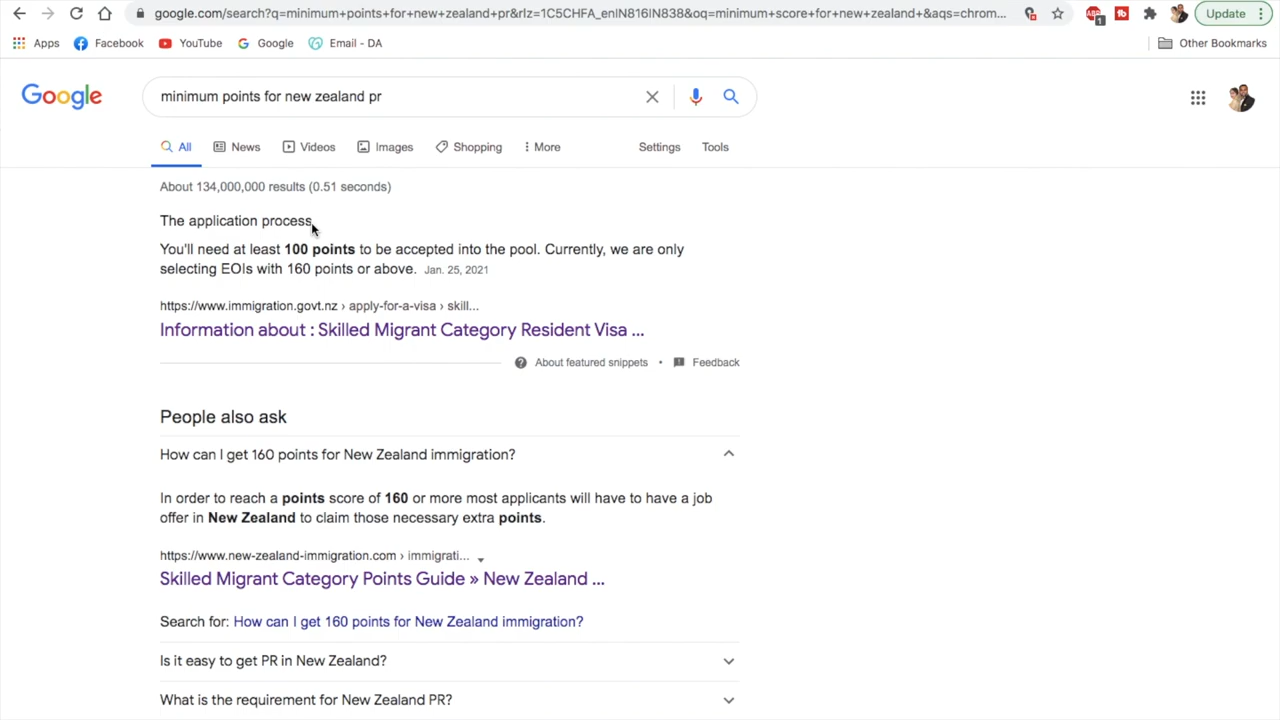 google.com/search?q=minimum+points+for+new+zealand+pr&rlz=1C5CHFA_enIN816IN838&oq=minimum+score+for+new+zealand+&aqs=chrom...
1
Update
Apps
Facebook
YouTube
Google
Email - DA
Other Bookmarks
Google
minimum points for new zealand pr
All
News
Videos
Images
Shopping
More
Settings
Tools
About 134,000,000 results (0.51 seconds)
The application process
You'll need at least 100 points to be accepted into the pool. Currently, we are only
selecting EOIs with 160 points or above. Jan. 25, 2021
https://www.immigration.govt.nz › apply-for-a-visa › skill...
Information about : Skilled Migrant Category Resident Visa ...
About featured snippets • Feedback
People also ask
How can I get 160 points for New Zealand immigration?
In order to reach a points score of 160 or more most applicants will have to have a job
offer in New Zealand to claim those necessary extra points.
https://www.new-zealand-immigration.com › immigrati...
Skilled Migrant Category Points Guide » New Zealand ...
Search for: How can I get 160 points for New Zealand immigration?
Is it easy to get PR in New Zealand?
What is the requirement for New Zealand PR?